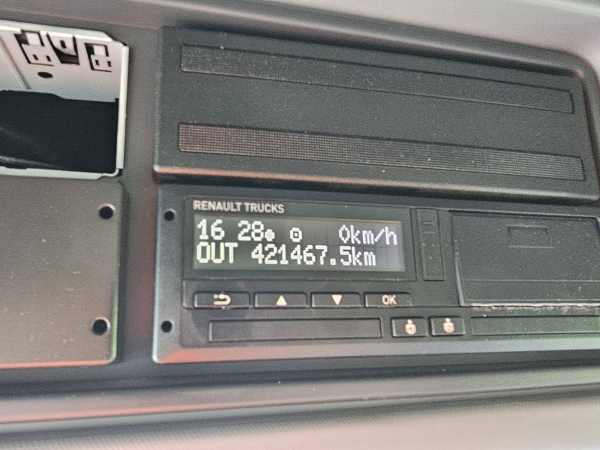 RENAULT TRUCKS
16 28 0km/h
OUT 421467.5km
OK